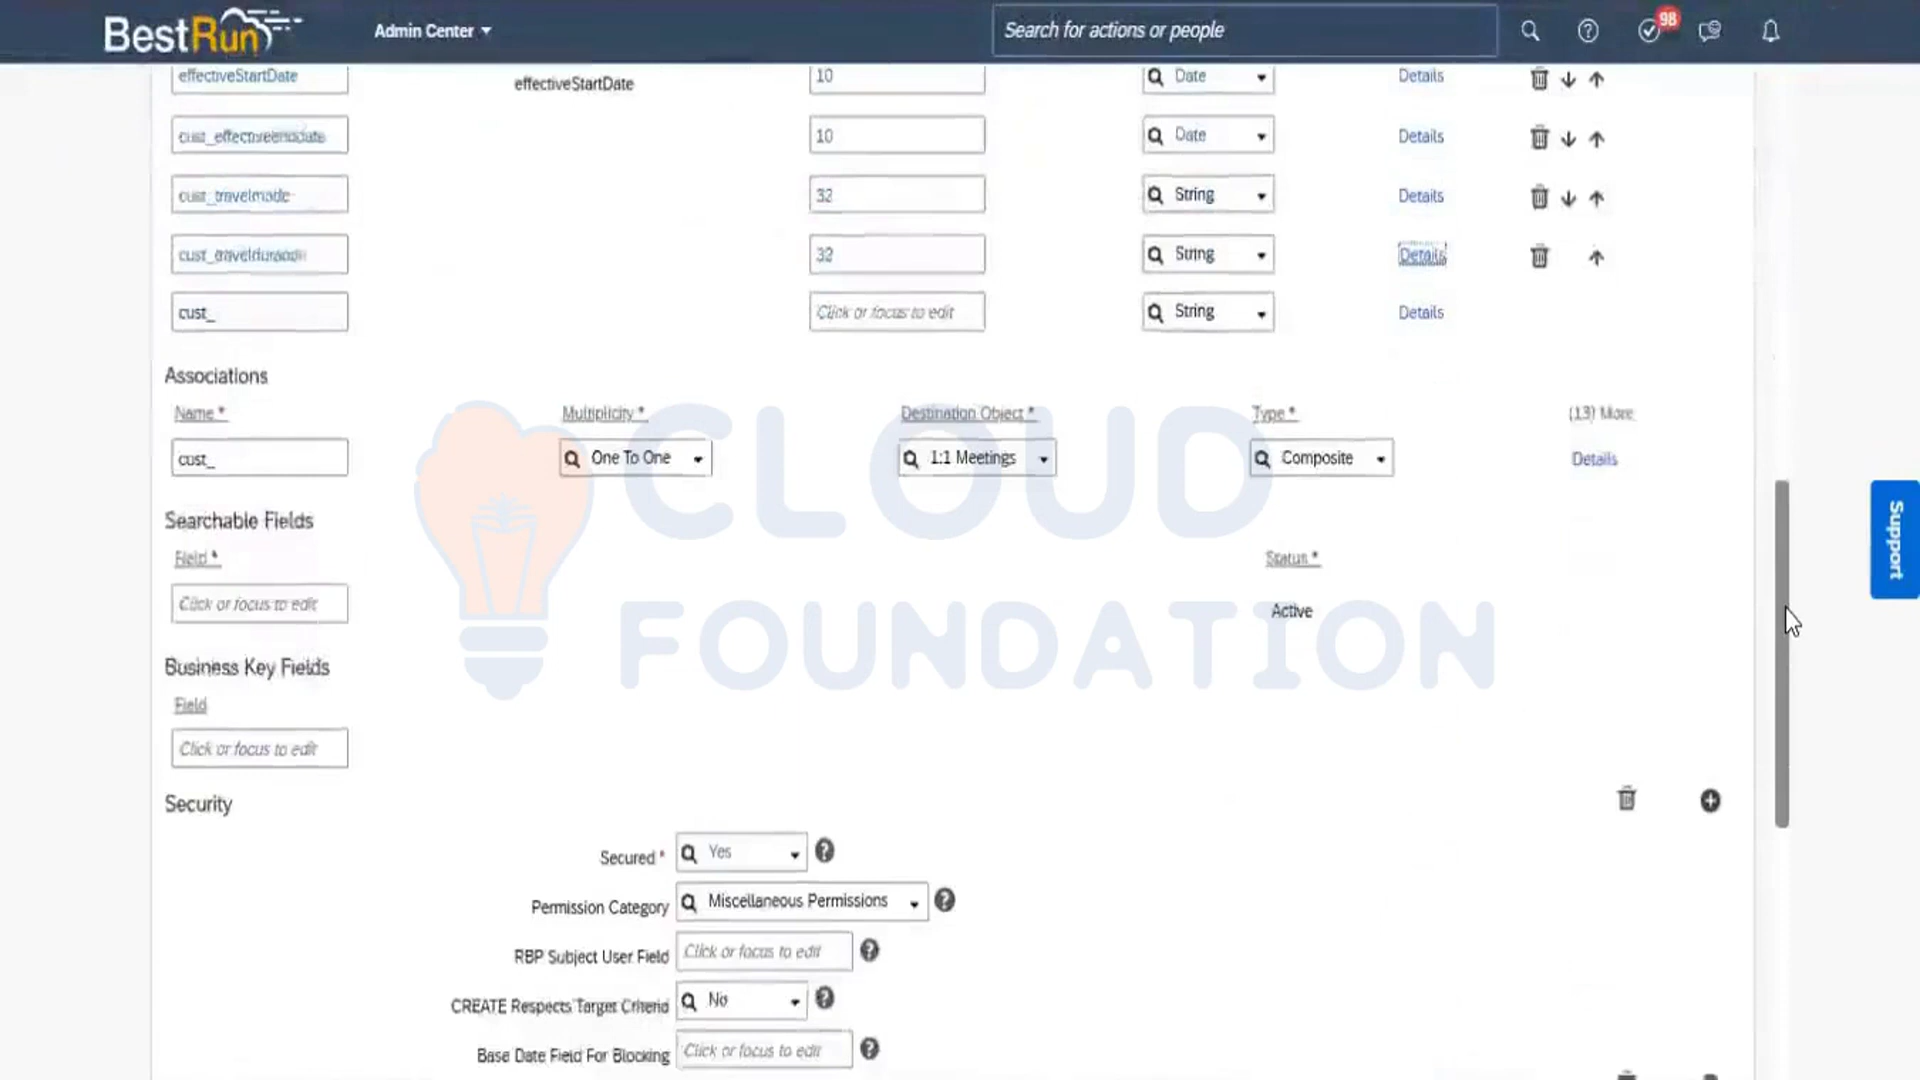 BestRun Admin Center Search for actions or people 98
effectiveStartDate effectiveStartDate 10 Date Details
10 Date Details
cust_travelmode 32 String Details
32 String Details
cust_ Click or focus to edit String Details
Associations
Name * Multiplicity * Destination Object * Type * (13) More
cust_ One To One 1:1 Meetings Composite Details
CLOUD
FOUNDATION
Searchable Fields
Field * Status *
Click or focus to edit Active
Business Key Fields
Field
Click or focus to edit
Security
Secured * Yes
Permission Category Miscellaneous Permissions
RBP Subject User Field Click or focus to edit
CREATE Respects Target Criteria No
Base Date Field For Blocking Click or focus to edit
Support